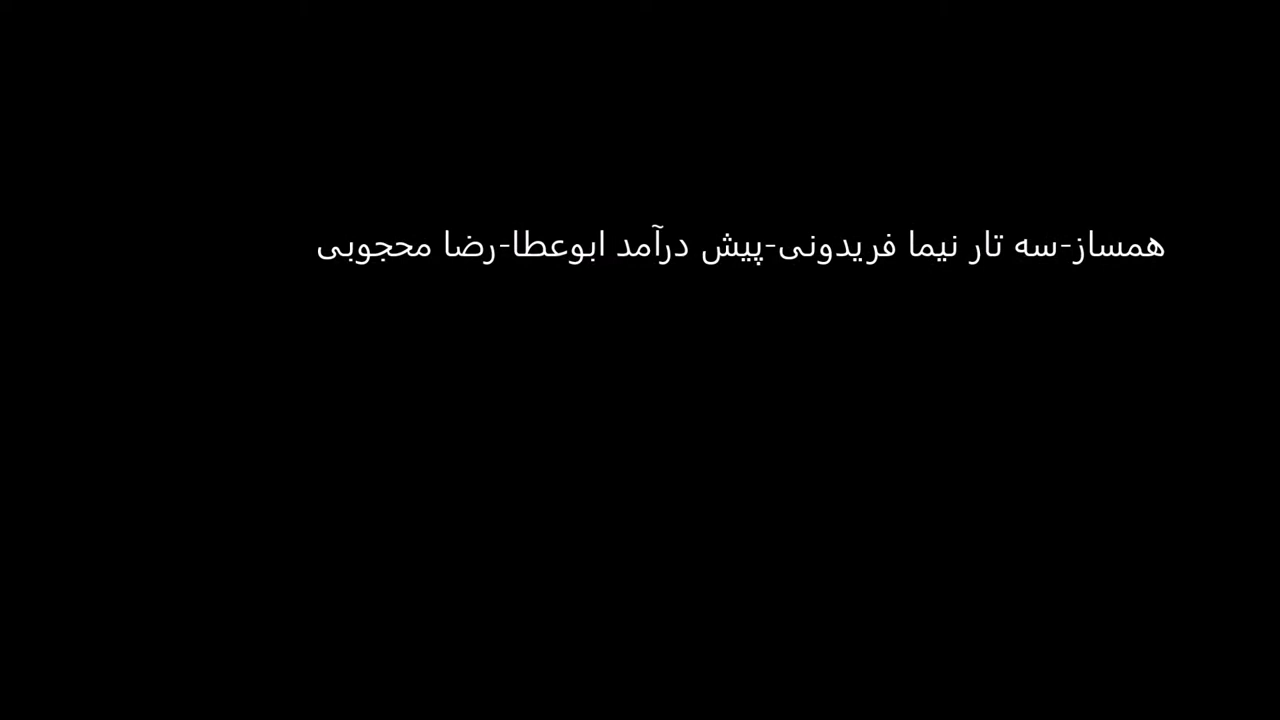 همساز-سه تار نیما فریدونی-پیش درآمد ابوعطا-رضا محجوبی